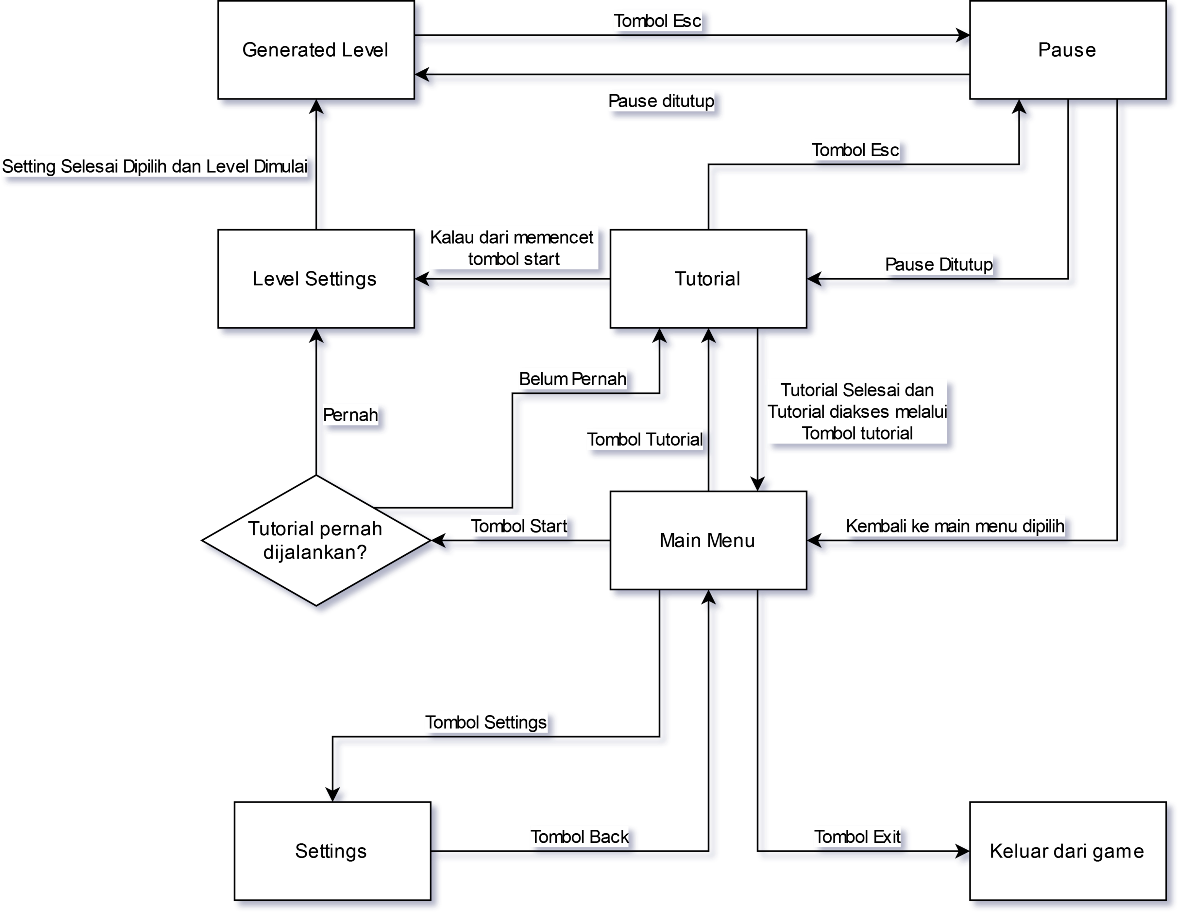 Tombol Esc
Generated Level
Pause
Pause ditutup
Tombol Esc
Setting Selesai Dipilih dan Level Dimulai
Kalau dari memencet
tombol start
Level Settings
Tutorial
Pause Ditutup
Belum Pernah
Tutorial Selesai dan
Tutorial diakses melalui
Tombol tutorial
Pernah
Tombol Tutorial
Tutorial pernah
dijalankan?
Tombol Start
Main Menu
Kembali ke main menu dipilih
Tombol Settings
Settings
Tombol Back
Tombol Exit
Keluar dari game